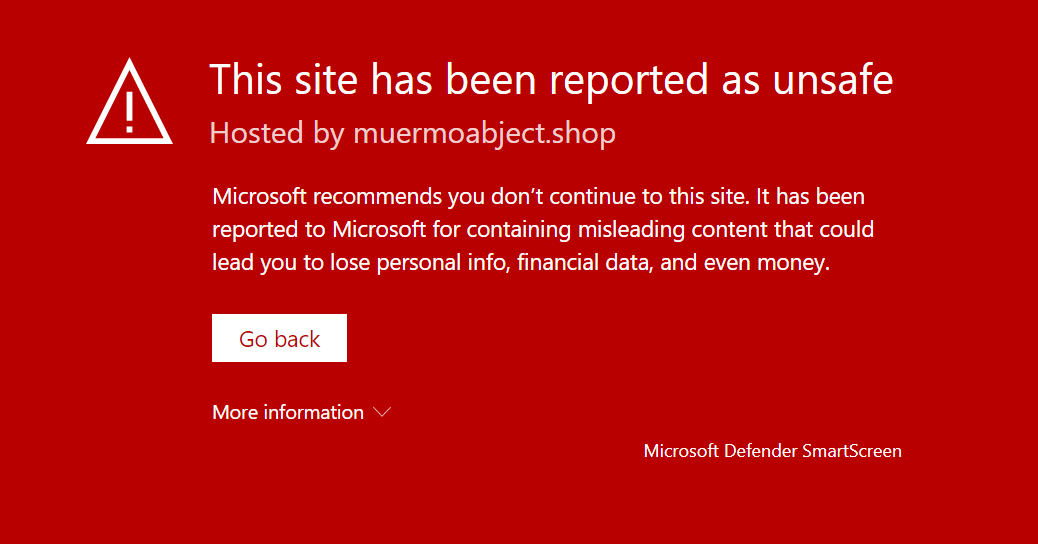 This site has been reported as unsafe
Hosted by muermoabject.shop
Microsoft recommends you don’t continue to this site. It has been
reported to Microsoft for containing misleading content that could
lead you to lose personal info, financial data, and even money.
Go back
More information
Microsoft Defender SmartScreen